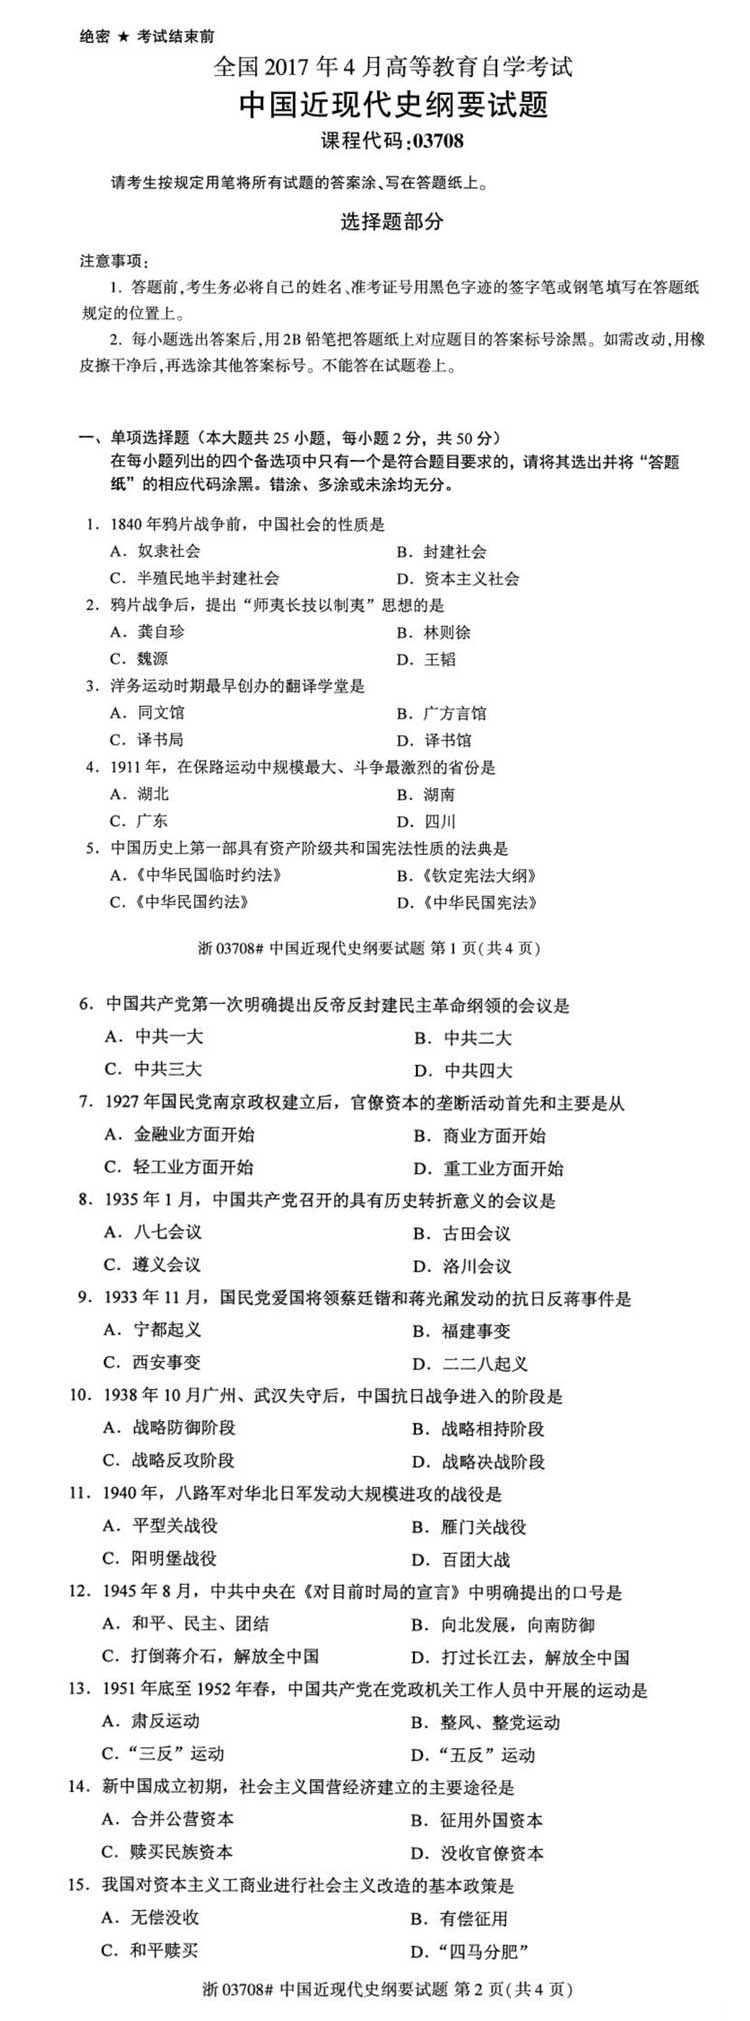 绝密 ★ 考试结束前
全国 2017 年 4 月高等教育自学考试
中国近现代史纲要试题
课程代码:03708
请考生按规定用笔将所有试题的答案涂、写在答题纸上。
选择题部分
注意事项:
1. 答题前,考生务必将自己的姓名、准考证号用黑色字迹的签字笔或钢笔填写在答题纸
规定的位置上。
2. 每小题选出答案后,用 2B 铅笔把答题纸上对应题目的答案标号涂黑。如需改动,用橡
皮擦干净后,再选涂其他答案标号。不能答在试题卷上。
一、单项选择题(本大题共 25 小题,每小题 2 分,共 50 分)
在每小题列出的四个备选项中只有一个是符合题目要求的,请将其选出并将“答题
纸”的相应代码涂黑。错涂、多涂或未涂均无分。
1. 1840 年鸦片战争前,中国社会的性质是
A. 奴隶社会 B. 封建社会
C. 半殖民地半封建社会 D. 资本主义社会
2. 鸦片战争后,提出“师夷长技以制夷”思想的是
A. 龚自珍 B. 林则徐
C. 魏源 D. 王韬
3. 洋务运动时期最早创办的翻译学堂是
A. 同文馆 B. 广方言馆
C. 译书局 D. 译书馆
4. 1911 年,在保路运动中规模最大、斗争最激烈的省份是
A. 湖北 B. 湖南
C. 广东 D. 四川
5. 中国历史上第一部具有资产阶级共和国宪法性质的法典是
A.《中华民国临时约法》 B.《钦定宪法大纲》
C.《中华民国约法》 D.《中华民国宪法》
浙 03708# 中国近现代史纲要试题 第 1 页(共 4 页)
6. 中国共产党第一次明确提出反帝反封建民主革命纲领的会议是
A. 中共一大 B. 中共二大
C. 中共三大 D. 中共四大
7. 1927 年国民党南京政权建立后,官僚资本的垄断活动首先和主要是从
A. 金融业方面开始 B. 商业方面开始
C. 轻工业方面开始 D. 重工业方面开始
8. 1935 年 1 月,中国共产党召开的具有历史转折意义的会议是
A. 八七会议 B. 古田会议
C. 遵义会议 D. 洛川会议
9. 1933 年 11 月,国民党爱国将领蔡廷锴和蒋光鼐发动的抗日反蒋事件是
A. 宁都起义 B. 福建事变
C. 西安事变 D. 二二八起义
10. 1938 年 10 月广州、武汉失守后,中国抗日战争进入的阶段是
A. 战略防御阶段 B. 战略相持阶段
C. 战略反攻阶段 D. 战略决战阶段
11. 1940 年,八路军对华北日军发动大规模进攻的战役是
A. 平型关战役 B. 雁门关战役
C. 阳明堡战役 D. 百团大战
12. 1945 年 8 月,中共中央在《对目前时局的宣言》中明确提出的口号是
A. 和平、民主、团结 B. 向北发展,向南防御
C. 打倒蒋介石,解放全中国 D. 打过长江去,解放全中国
13. 1951 年底至 1952 年春,中国共产党在党政机关工作人员中开展的运动是
A. 肃反运动 B. 整风、整党运动
C.“三反”运动 D.“五反”运动
14. 新中国成立初期,社会主义国营经济建立的主要途径是
A. 合并公营资本 B. 征用外国资本
C. 赎买民族资本 D. 没收官僚资本
15. 我国对资本主义工商业进行社会主义改造的基本政策是
A. 无偿没收 B. 有偿征用
C. 和平赎买 D.“四马分肥”
浙 03708# 中国近现代史纲要试题 第 2 页(共 4 页)